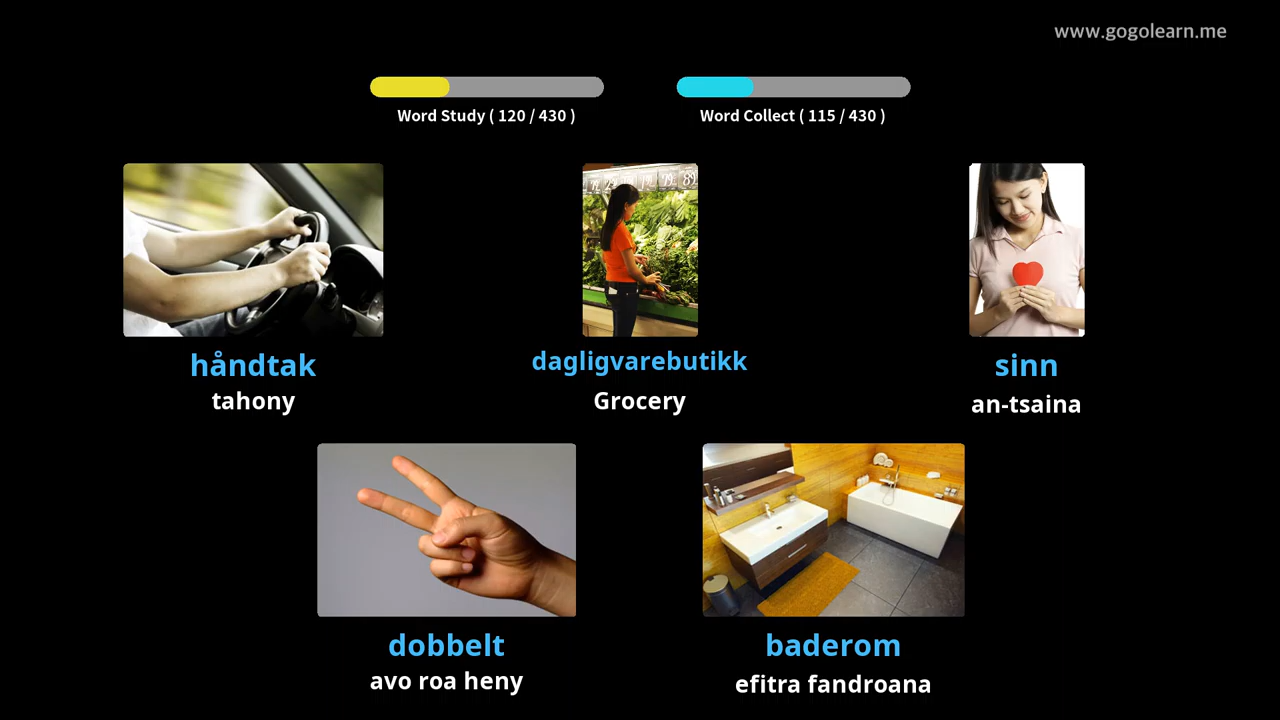 www.gogolearn.me
Word Study ( 120 / 430 )
Word Collect ( 115 / 430 )
håndtak
tahony
dagligvarebutikk
Grocery
sinn
an-tsaina
dobbelt
avo roa heny
baderom
efitra fandroana